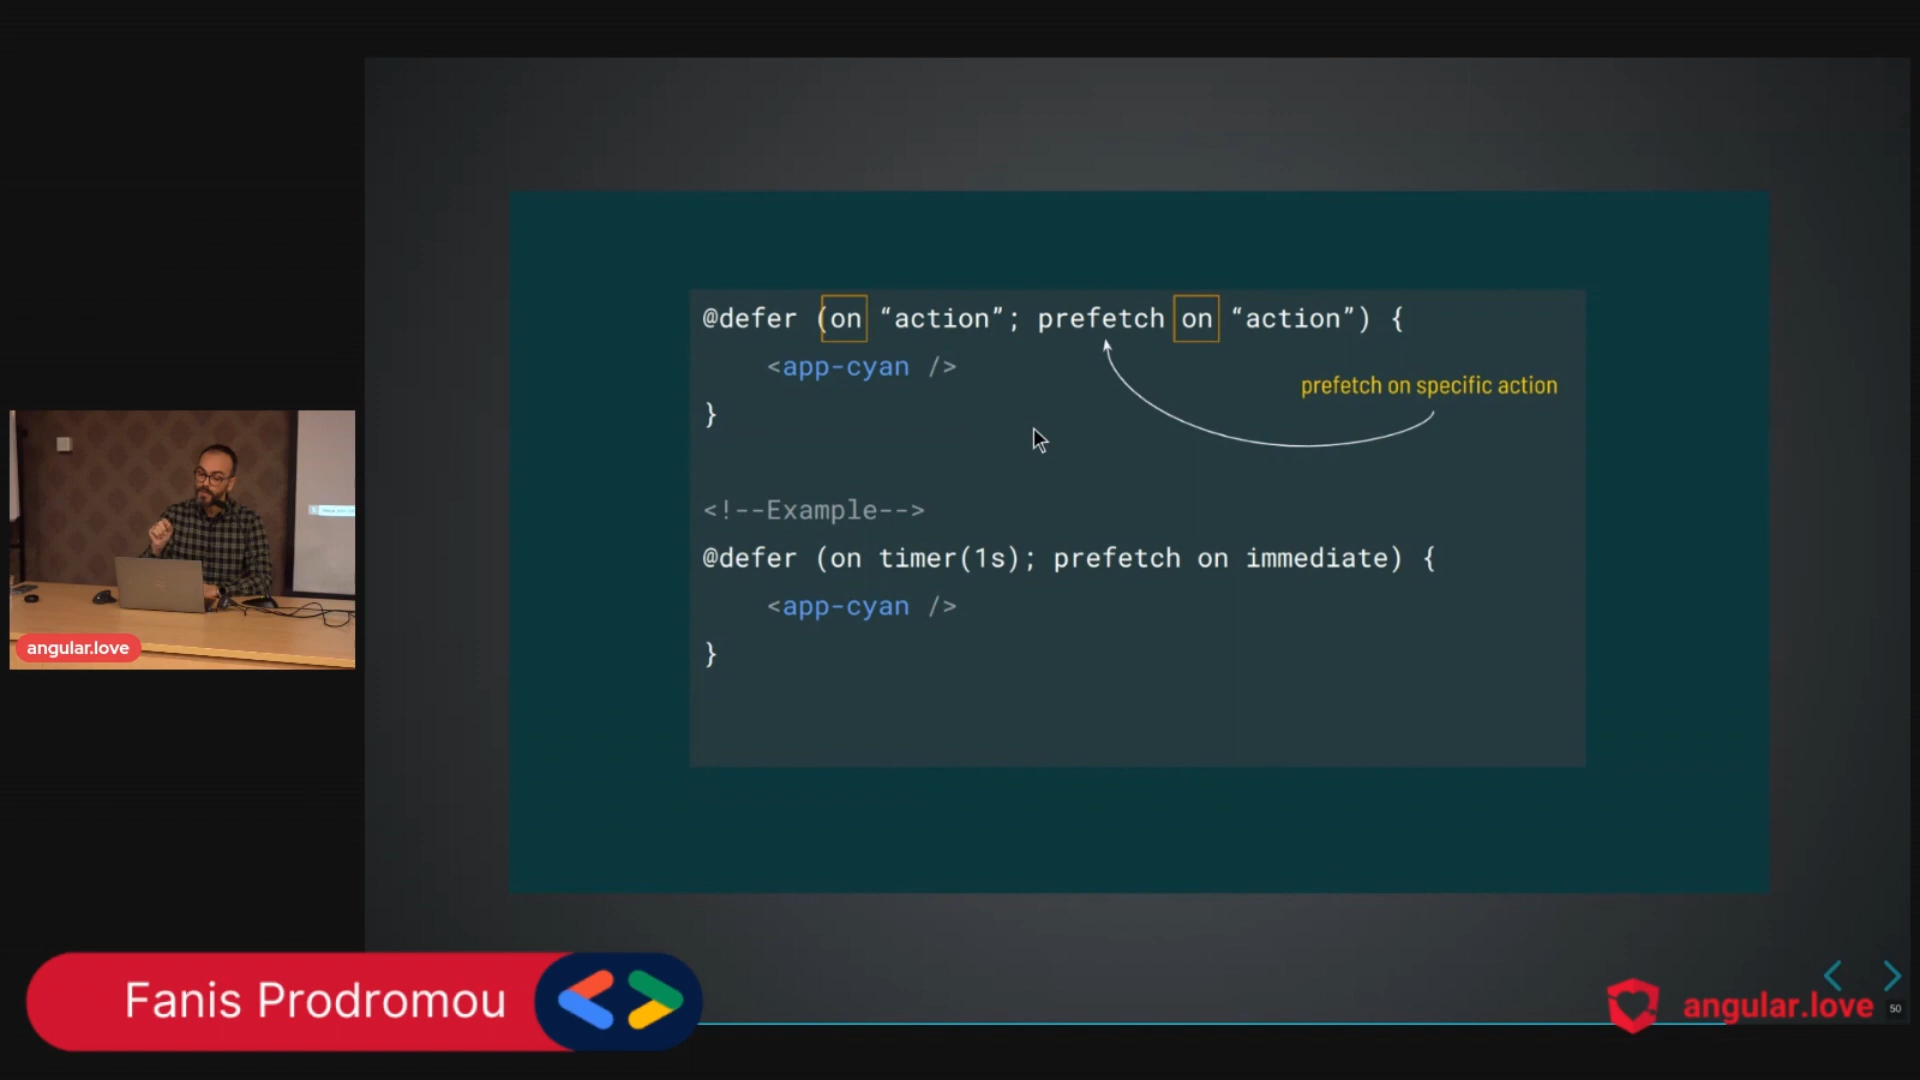 @defer (on “action”; prefetch on “action”) {
<app-cyan />
prefetch on specific action
}
<!--Example-->
@defer (on timer(1s); prefetch on immediate) {
<app-cyan />
}
angular.love
Fanis Prodromou
angular.love
50